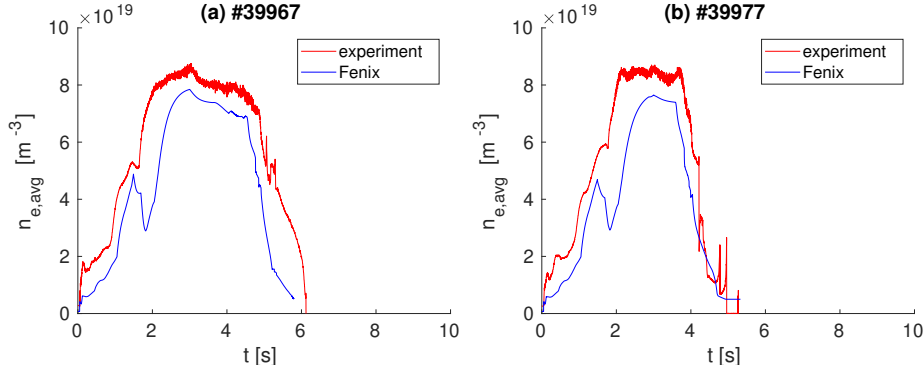 (a) #39967
×10^19
n_e,avg [m^-3]
10
8
6
4
2
0
0 2 4 6 8 10
t [s]
experiment
Fenix
(b) #39977
×10^19
n_e,avg [m^-3]
10
8
6
4
2
0
0 2 4 6 8 10
t [s]
experiment
Fenix